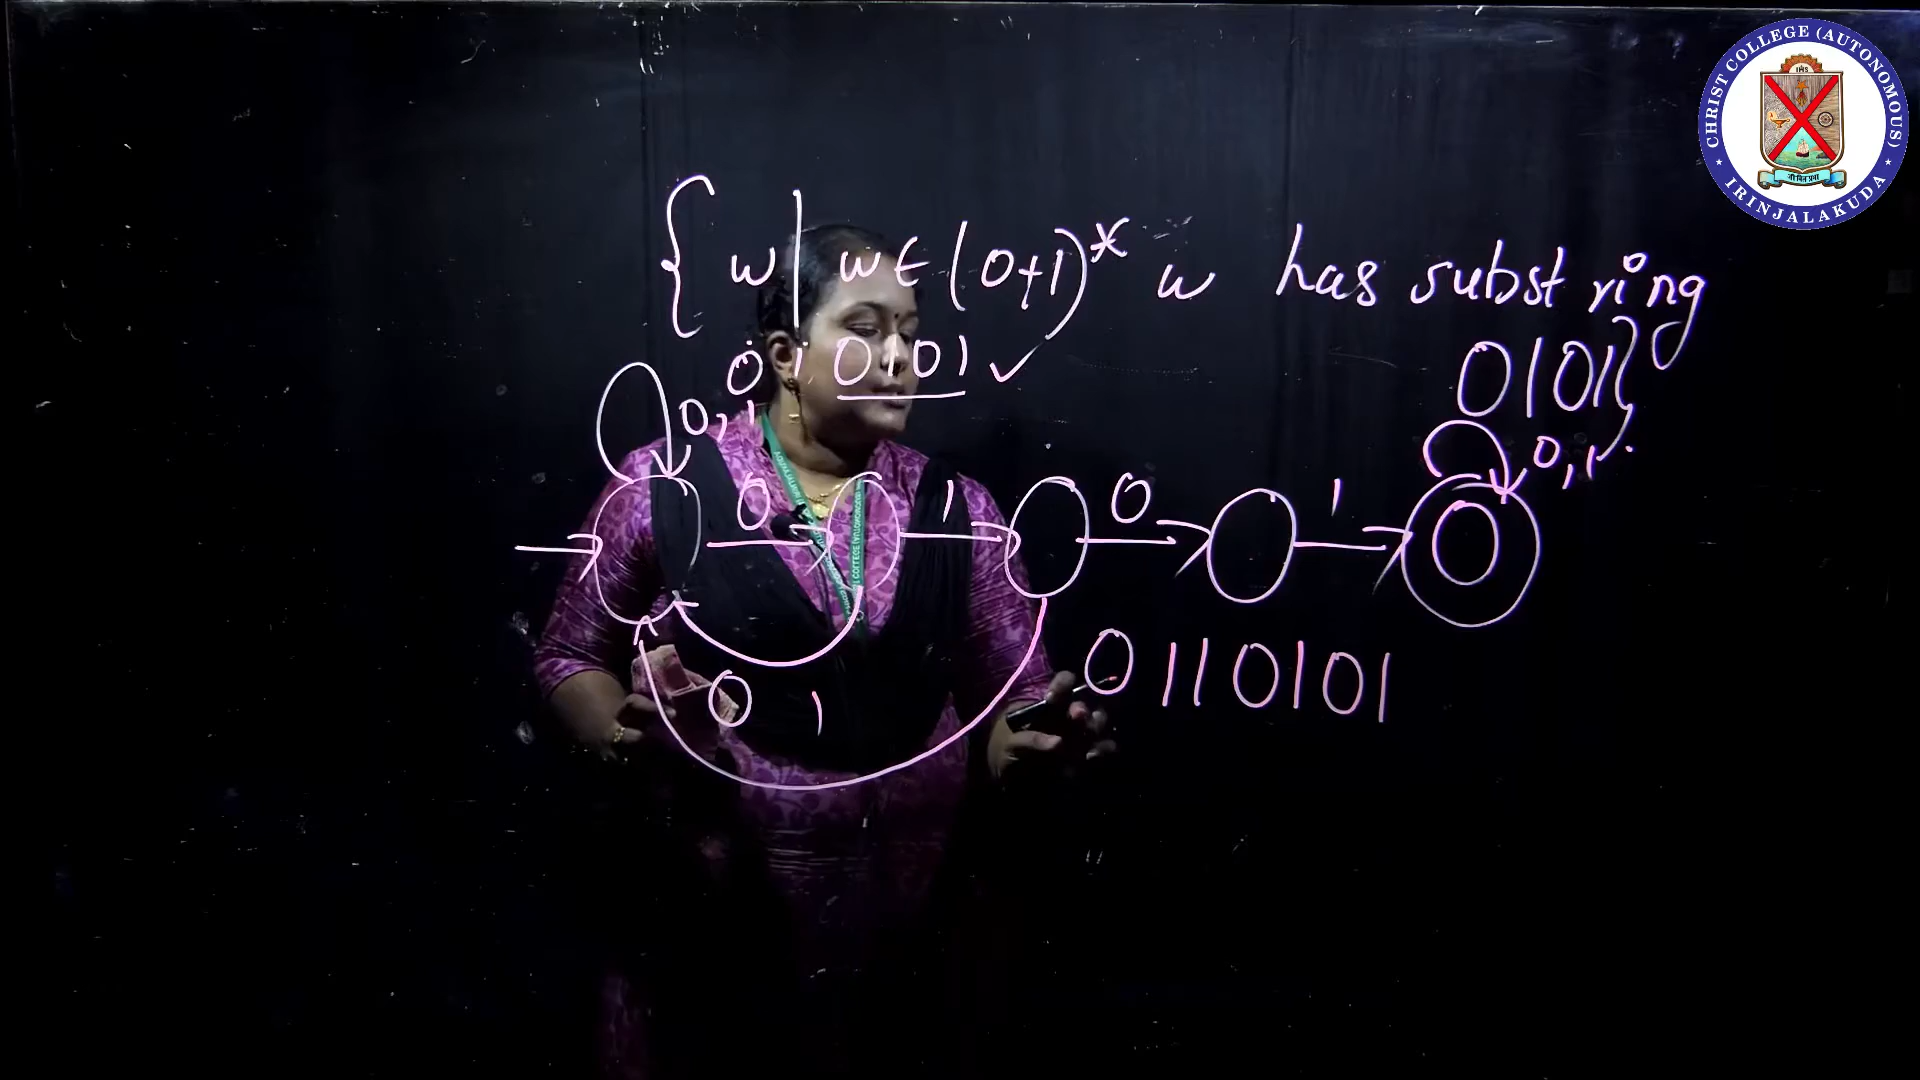 { w | w ∈ (0+1)* w has substring
0101}
0 1 0101 ✓
0,1
0,1
0 1 0 1
0 1
0110101
CHRIST COLLEGE (AUTONOMOUS)
IRINJALAKUDA
IHS